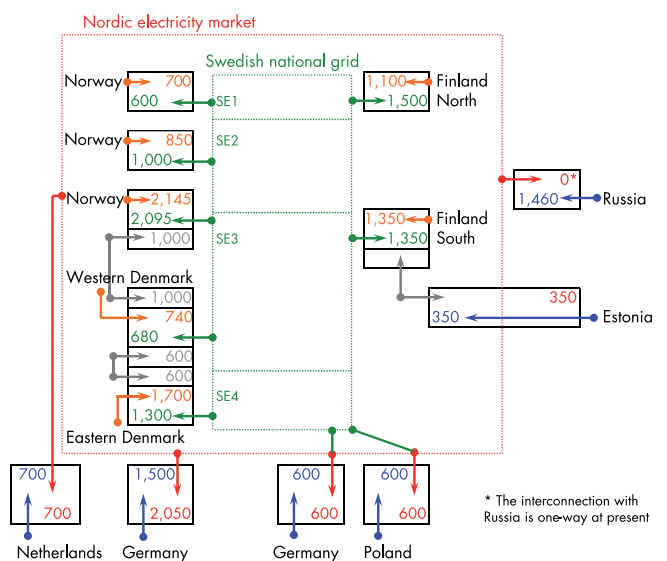 Nordic electricity market
Swedish national grid
Norway 700
600
SE1
1,100 Finland
1,500 North
Norway 850
1,000
SE2
0*
1,460 Russia
Norway 2,145
2,095
1,000
SE3
1,350 Finland
1,350 South
Western Denmark
1,000
740
680
350
350 Estonia
600
600
1,700
1,300
SE4
Eastern Denmark
700
700
Netherlands
1,500
2,050
Germany
600
600
Germany
600
600
Poland
* The interconnection with
Russia is one-way at present